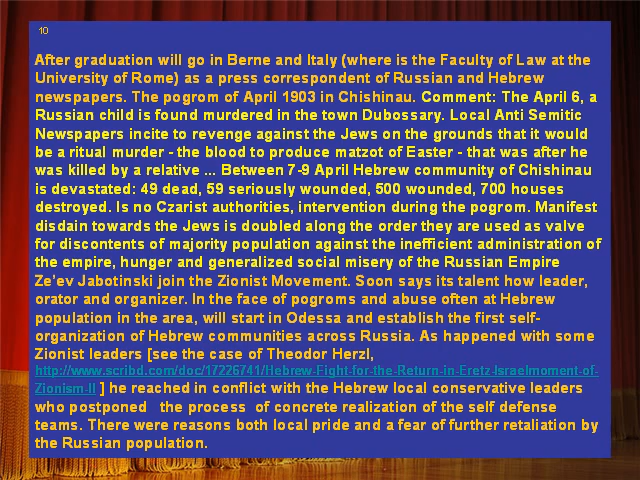 10
After graduation will go in Berne and Italy (where is the Faculty of Law at the
University of Rome) as a press correspondent of Russian and Hebrew
newspapers. The pogrom of April 1903 in Chishinau. Comment: The April 6, a
Russian child is found murdered in the town Dubossary. Local Anti Semitic
Newspapers incite to revenge against the Jews on the grounds that it would
be a ritual murder - the blood to produce matzot of Easter - that was after he
was killed by a relative ... Between 7-9 April Hebrew community of Chishinau
is devastated: 49 dead, 59 seriously wounded, 500 wounded, 700 houses
destroyed. Is no Czarist authorities, intervention during the pogrom. Manifest
disdain towards the Jews is doubled along the order they are used as valve
for discontents of majority population against the inefficient administration of
the empire, hunger and generalized social misery of the Russian Empire
Ze'ev Jabotinski join the Zionist Movement. Soon says its talent how leader,
orator and organizer. In the face of pogroms and abuse often at Hebrew
population in the area, will start in Odessa and establish the first self-
organization of Hebrew communities across Russia. As happened with some
Zionist leaders [see the case of Theodor Herzl,
http://www.scribd.com/doc/17226741/Hebrew-Fight-for-the-Return-in-Eretz-Israelmoment-of-
Zionism-II ] he reached in conflict with the Hebrew local conservative leaders
who postponed the process of concrete realization of the self defense
teams. There were reasons both local pride and a fear of further retaliation by
the Russian population.